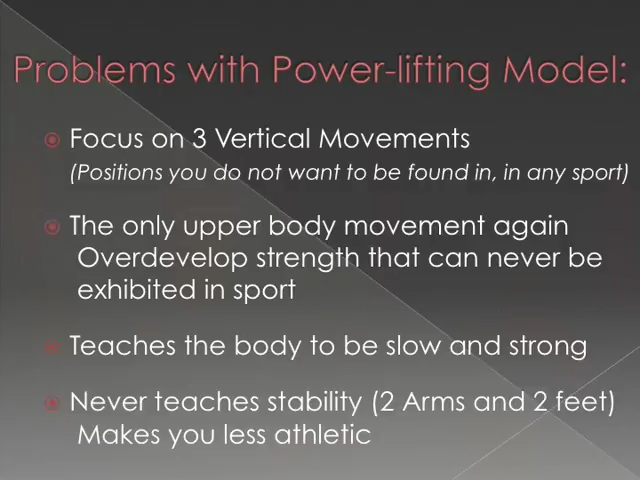 Problems with Power-lifting Model:
Focus on 3 Vertical Movements
(Positions you do not want to be found in, in any sport)
The only upper body movement again
Overdevelop strength that can never be
exhibited in sport
Teaches the body to be slow and strong
Never teaches stability (2 Arms and 2 feet)
Makes you less athletic